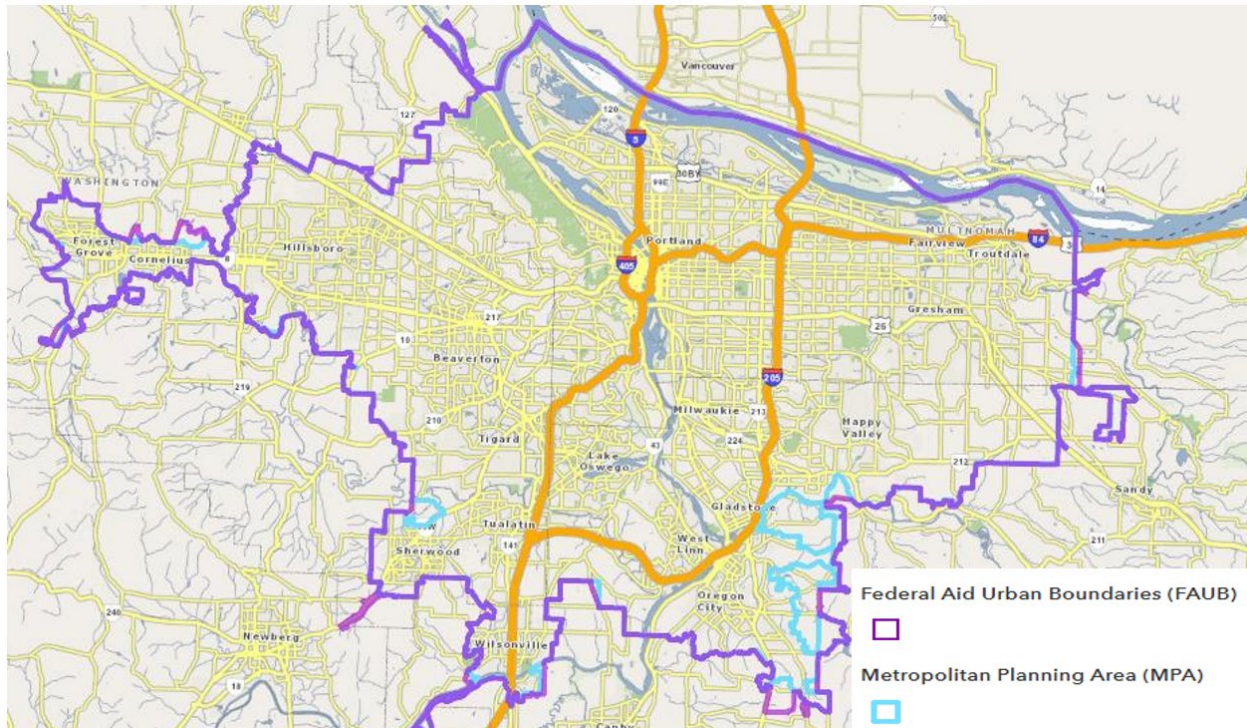 501
Vancouver
127
120
5
30BY
99E
14
WASHINGTON
MULTNOMAH
Forest
Grove
Cornelius
8
Hillsboro
Portland
Fairview
84
Troutdale
405
217
26
Gresham
10
Beaverton
219
205
210
Milwaukie
213
43
224
Happy
Valley
Tigard
Lake
Oswego
212
Sandy
Gladstone
Tualatin
141
Sherwood
West
Linn
211
Oregon
City
240
Newberg
Wilsonville
18
Canby
Federal Aid Urban Boundaries (FAUB)
Metropolitan Planning Area (MPA)